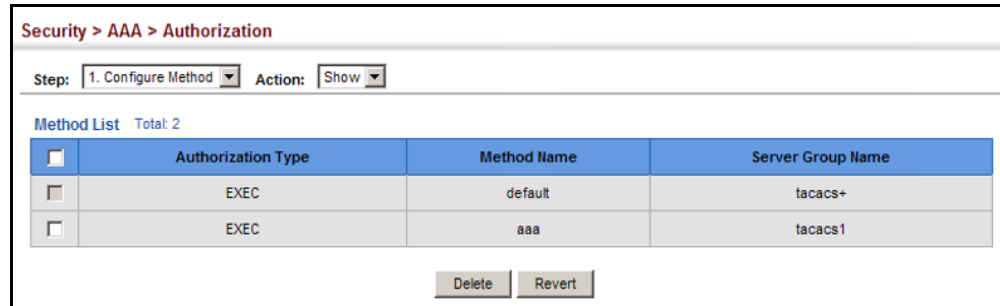 Security > AAA > Authorization
Step: 1. Configure Method Action: Show
Method List Total: 2
Authorization Type Method Name Server Group Name
EXEC default tacacs+
EXEC aaa tacacs1
Delete Revert